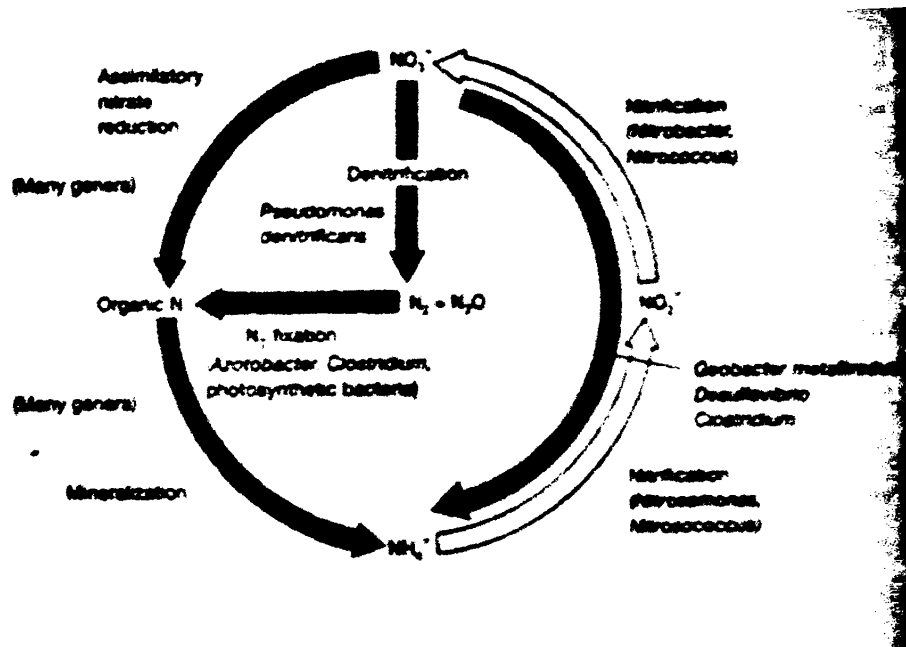 NO3-
Assimilatory
nitrate
reduction
(Many genera)
Denitrification
Pseudomonas
denitrificans
Nitrification
(Nitrobacter,
Nitrococcus)
Organic N
N2 + N2O
NO2-
N2 fixation
(Azotobacter, Clostridium,
photosynthetic bacteria)
Geobacter
Desulfovibrio
Clostridium
(Many genera)
Mineralization
Nitrification
(Nitrosomonas,
Nitrosococcus)
NH4+